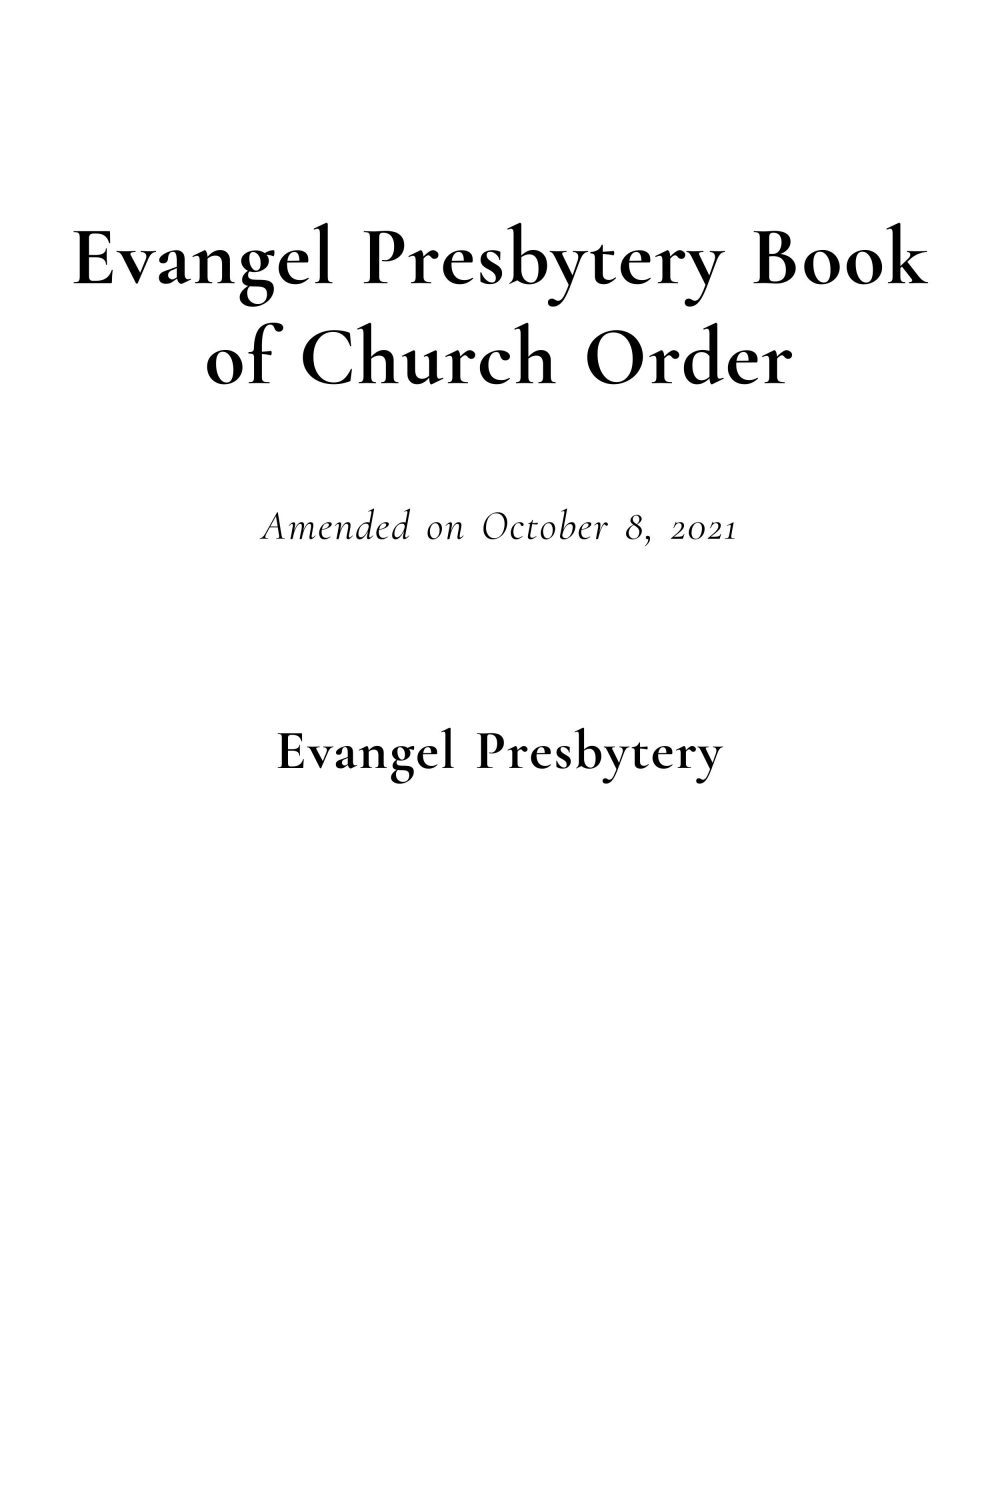 Evangel Presbytery Book
of Church Order
Amended on October 8, 2021
Evangel Presbytery